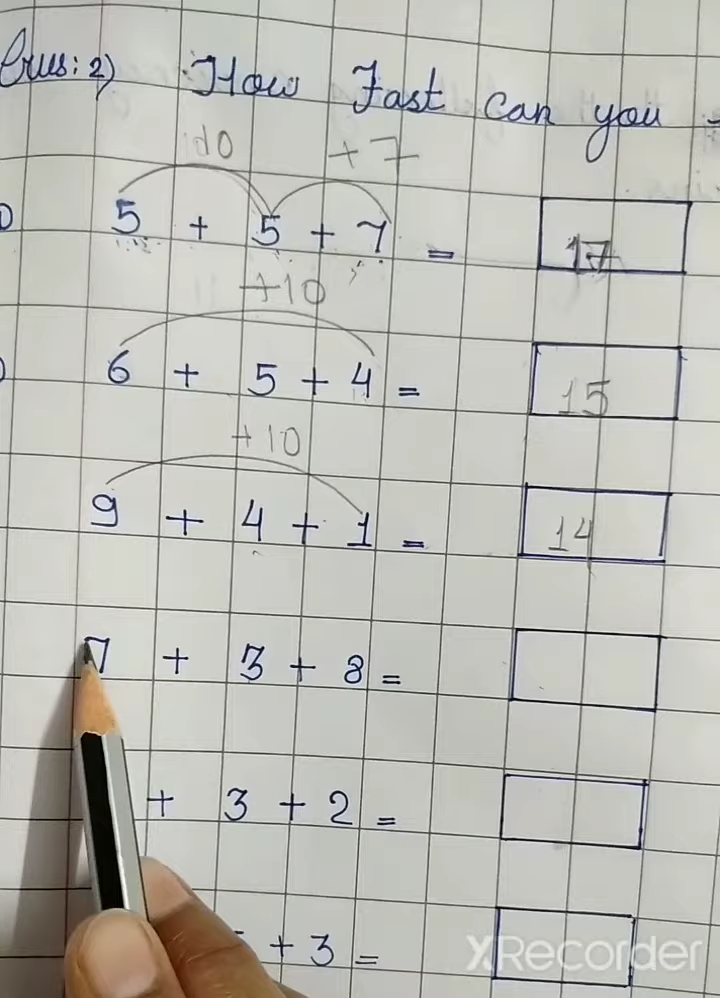 2) How Fast can you
10 +7
5 + 5 + 7 = 17
+10
6 + 5 + 4 = 15
+10
9 + 4 + 1 = 14
7 + 3 + 8 =
+ 3 + 2 =
+ 3 =
XRecorder